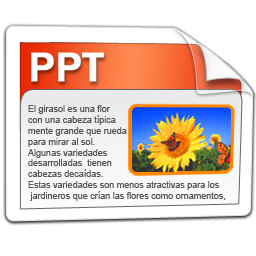 PPT
El girasol es una flor
con una cabeza típica
mente grande que rueda
para mirar al sol.
Algunas variedades
desarrolladas tienen
cabezas decaídas.
Estas variedades son menos atractivas para los
jardineros que crían las flores como ornamentos,